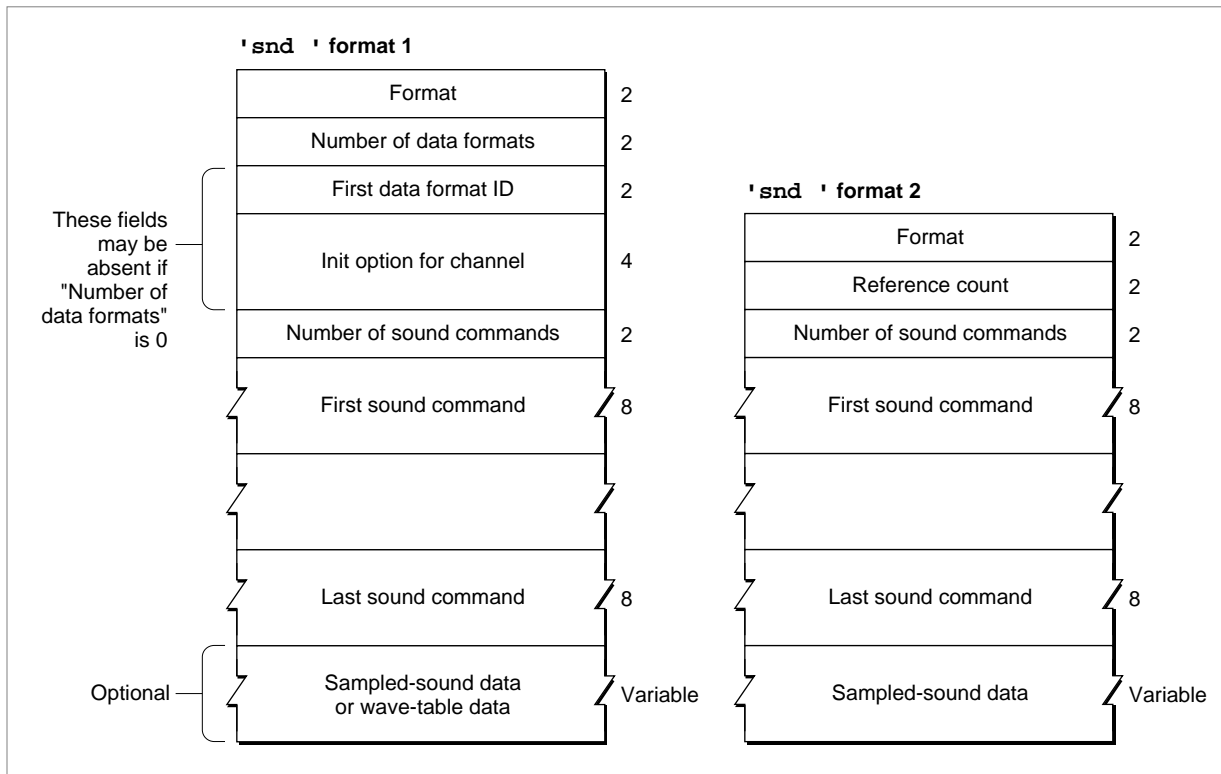 'snd ' format 1
Format 2
Number of data formats 2
First data format ID 2
Init option for channel 4
These fields
may be
absent if
"Number of
data formats"
is 0
Number of sound commands 2
First sound command 8
Last sound command 8
Optional
Sampled-sound data
or wave-table data
Variable
'snd ' format 2
Format 2
Reference count 2
Number of sound commands 2
First sound command 8
Last sound command 8
Sampled-sound data Variable